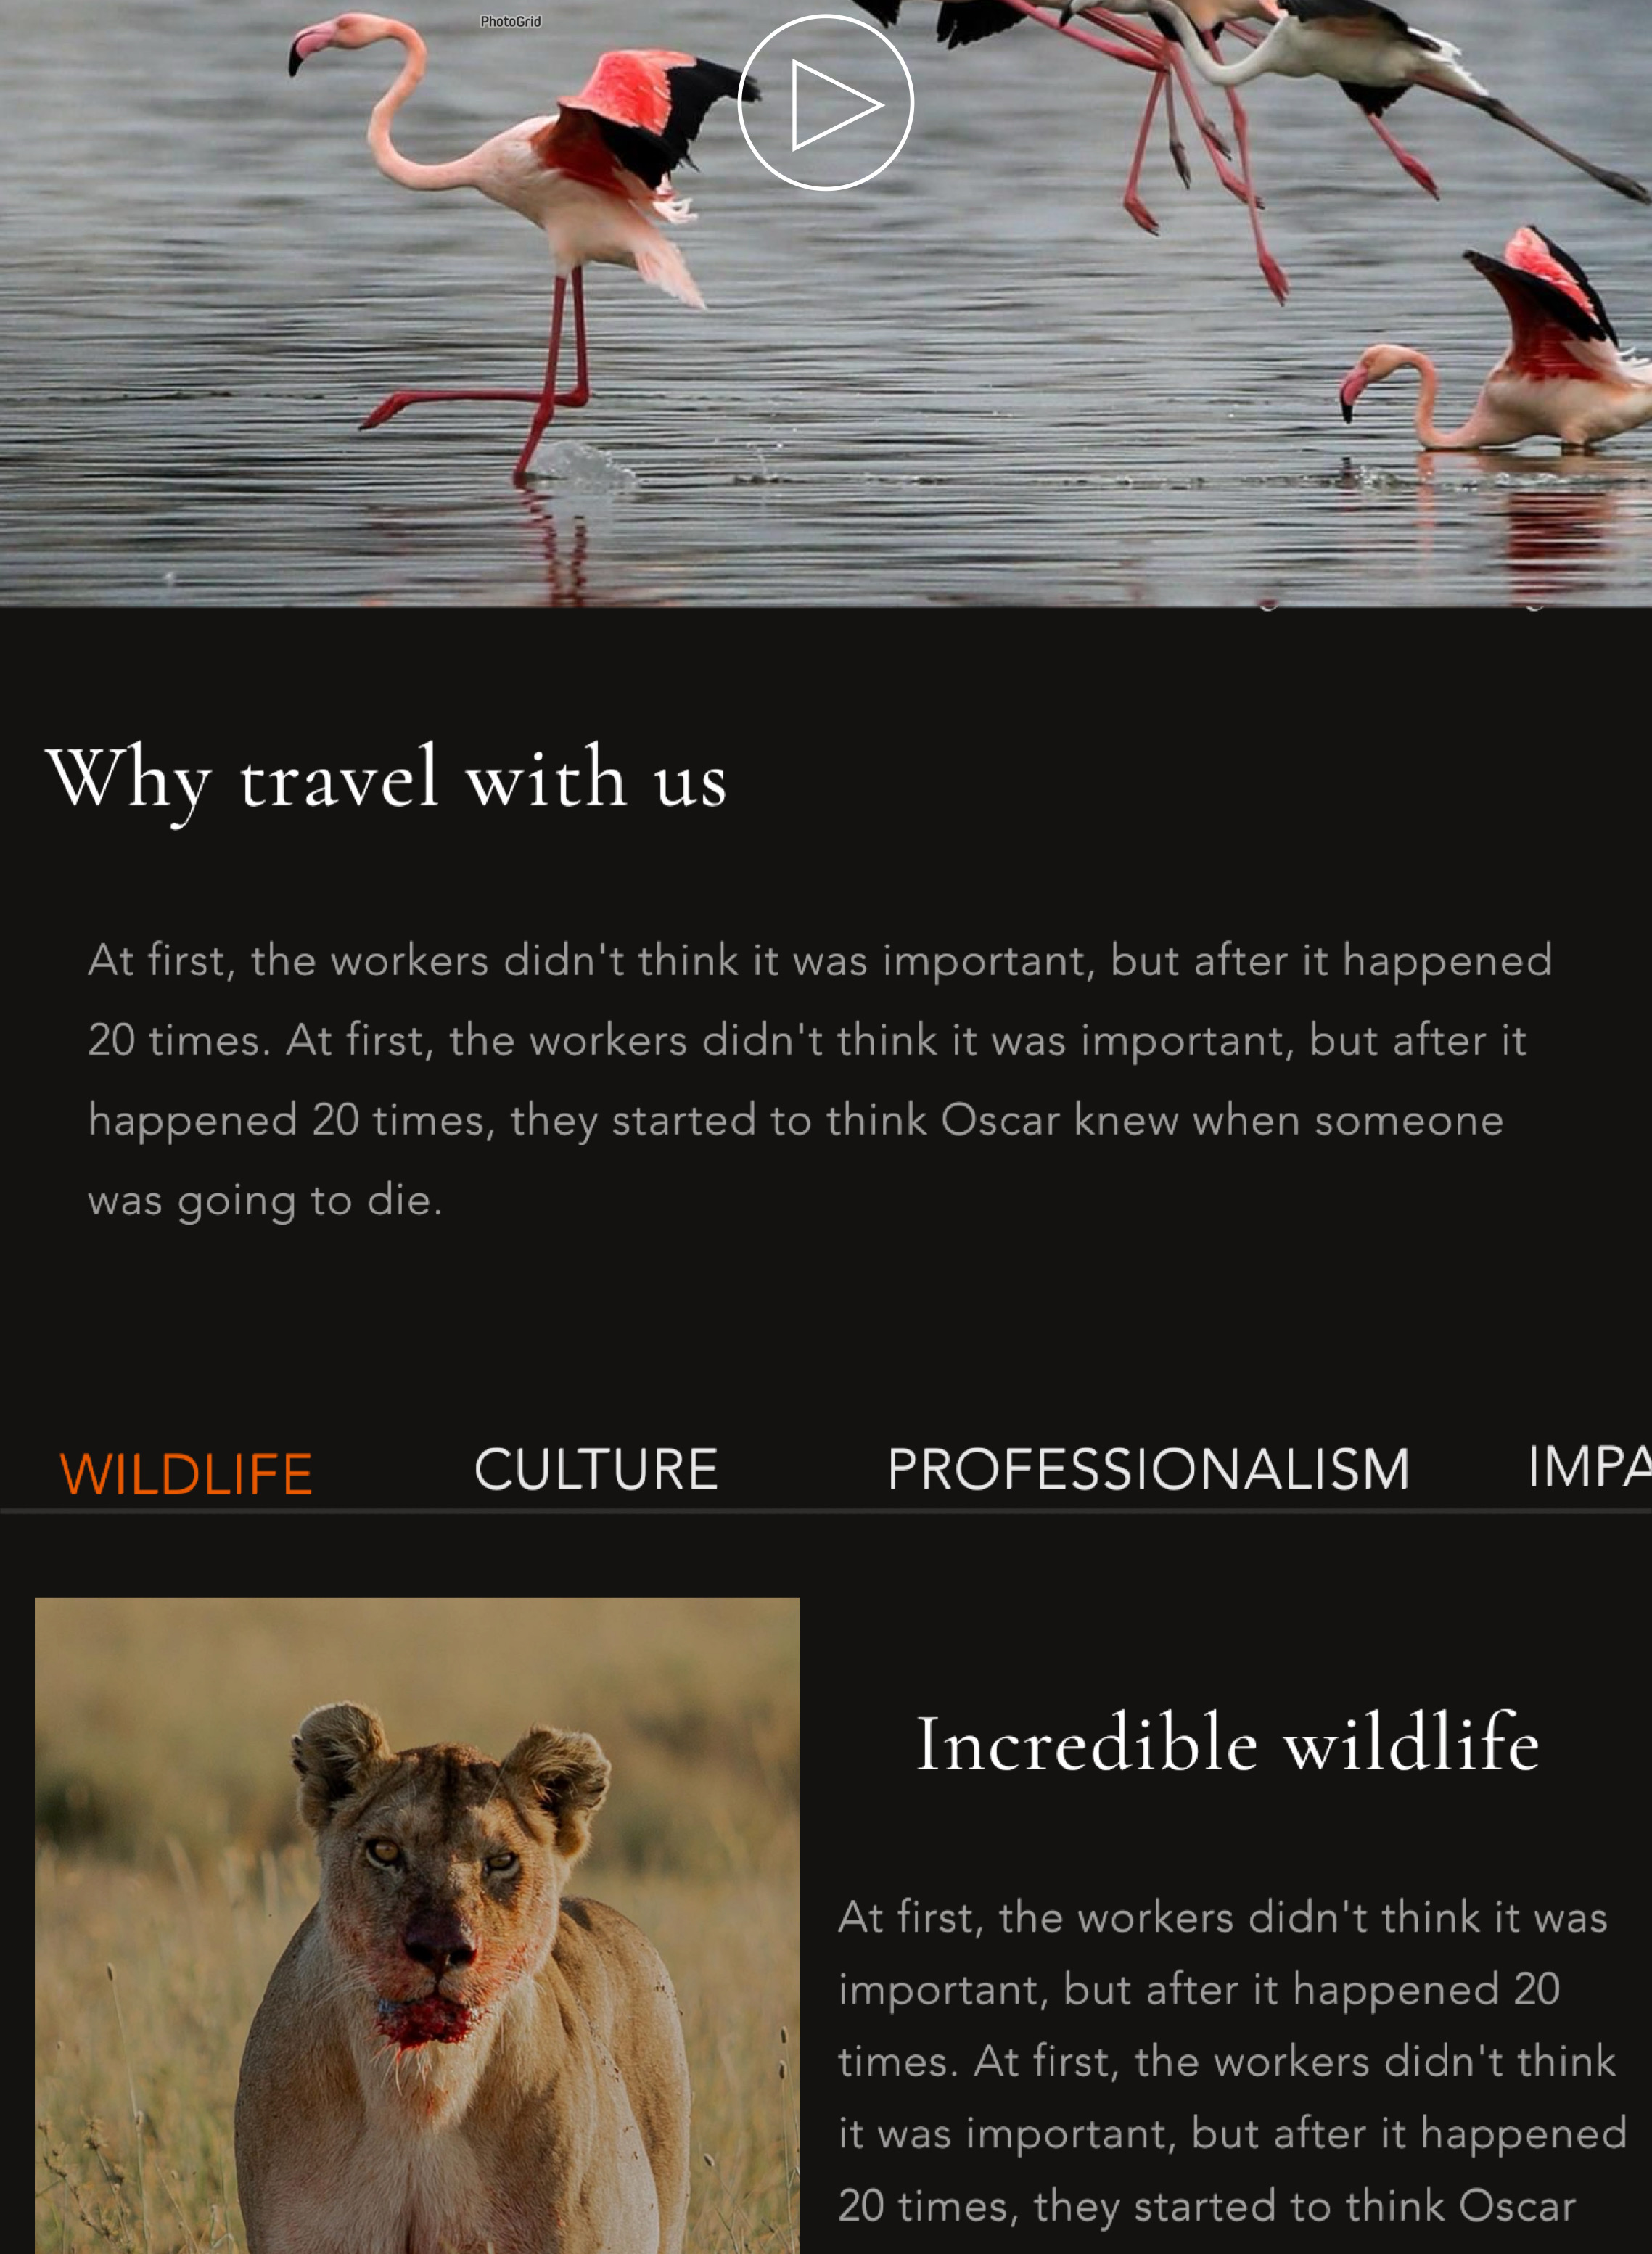 PhotoGrid
Why travel with us
At first, the workers didn't think it was important, but after it happened
20 times. At first, the workers didn't think it was important, but after it
happened 20 times, they started to think Oscar knew when someone
was going to die.
WILDLIFE CULTURE PROFESSIONALISM IMPA
Incredible wildlife
At first, the workers didn't think it was
important, but after it happened 20
times. At first, the workers didn't think
it was important, but after it happened
20 times, they started to think Oscar